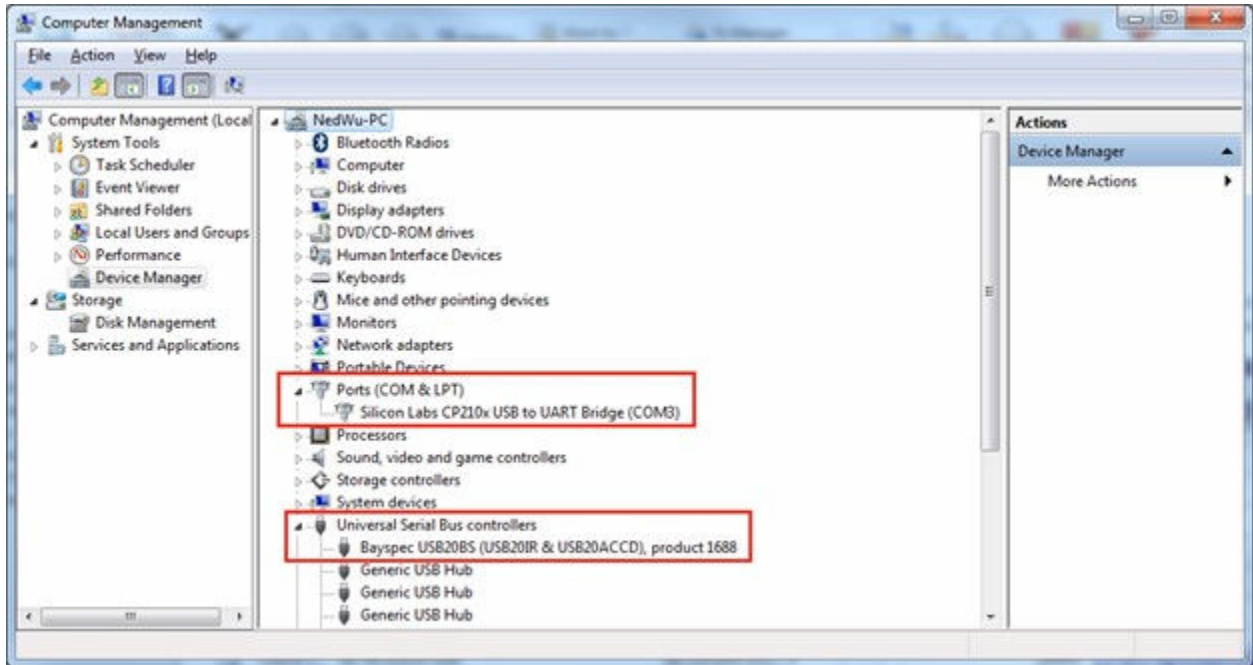 Computer Management
File Action View Help
Computer Management (Local
System Tools
Task Scheduler
Event Viewer
Shared Folders
Local Users and Groups
Performance
Device Manager
Storage
Disk Management
Services and Applications
NedWu-PC
Bluetooth Radios
Computer
Disk drives
Display adapters
DVD/CD-ROM drives
Human Interface Devices
Keyboards
Mice and other pointing devices
Monitors
Network adapters
Portable Devices
Ports (COM & LPT)
Silicon Labs CP210x USB to UART Bridge (COM3)
Processors
Sound, video and game controllers
Storage controllers
System devices
Universal Serial Bus controllers
Bayspec USB20BS (USB20IR & USB20ACCD), product 1688
Generic USB Hub
Generic USB Hub
Generic USB Hub
Actions
Device Manager
More Actions